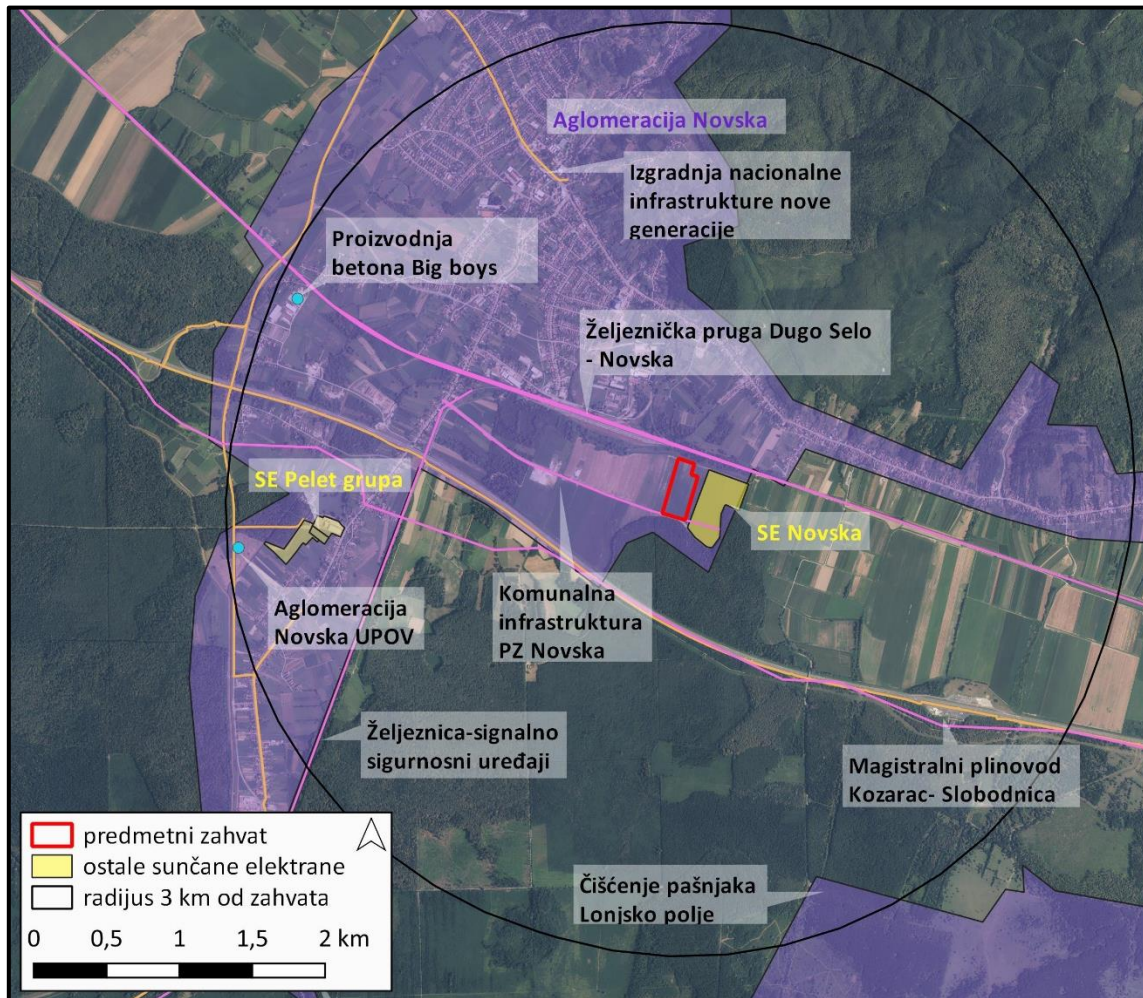 Aglomeracija Novska
Izgradnja nacionalne
infrastrukture nove
generacije
Proizvodnja
betona Big boys
Željeznička pruga Dugo Selo
- Novska
SE Pelet grupa
SE Novska
Aglomeracija
Novska UPOV
Komunalna
infrastruktura
PZ Novska
Željeznica-signalno
sigurnosni uređaji
Magistralni plinovod
Kozarac- Slobodnica
Čišćenje pašnjaka
Lonjsko polje
predmetni zahvat
ostale sunčane elektrane
radijus 3 km od zahvata
0 0,5 1 1,5 2 km